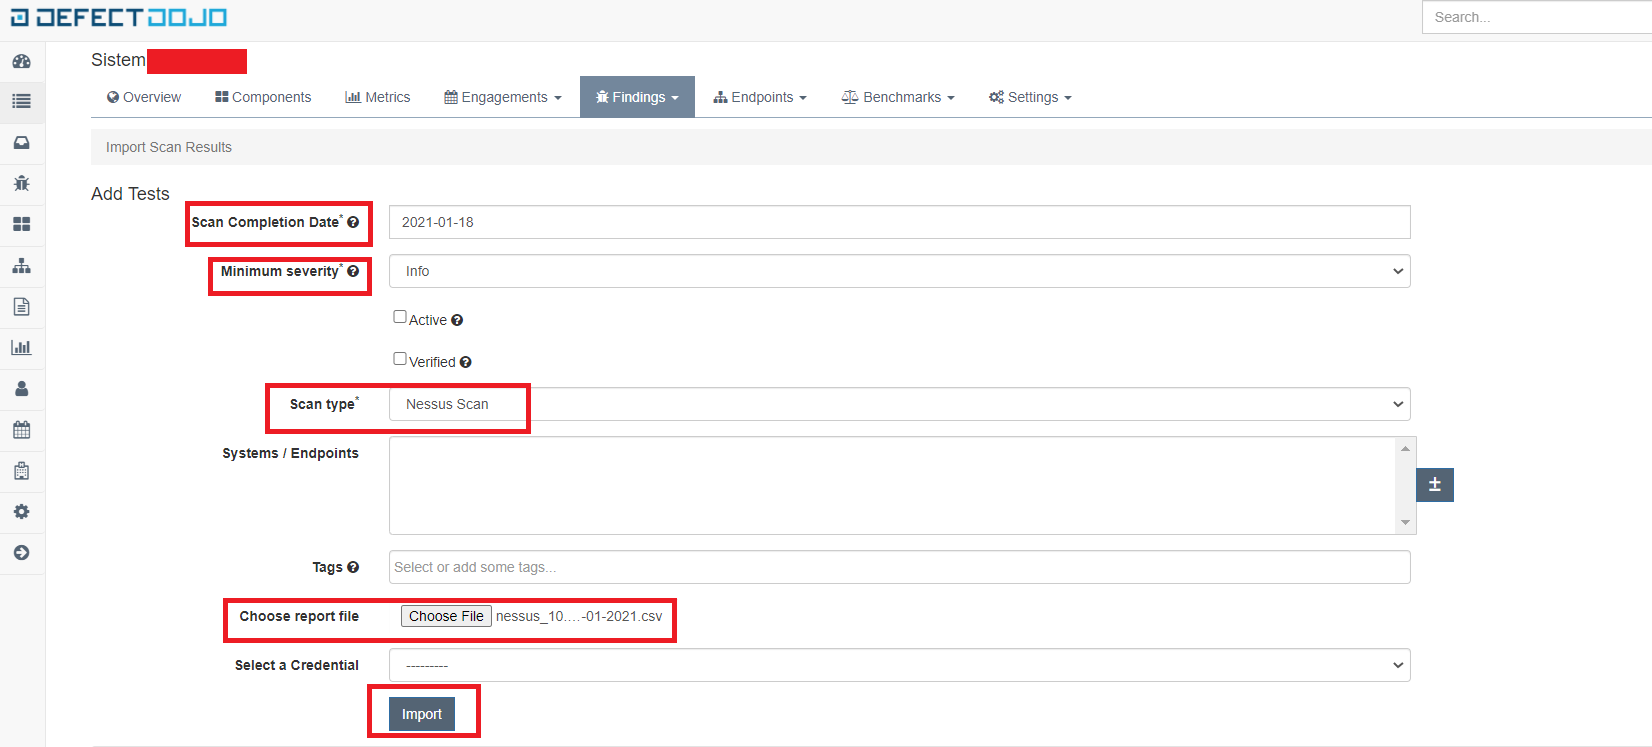 DEFECTDOJO
Search...
Sistem
Overview Components Metrics Engagements Findings Endpoints Benchmarks Settings
Import Scan Results
Add Tests
Scan Completion Date* 2021-01-18
Minimum severity* Info
Active
Verified
Scan type* Nessus Scan
Systems / Endpoints
Tags Select or add some tags...
Choose report file Choose File nessus_10....-01-2021.csv
Select a Credential ---------
Import